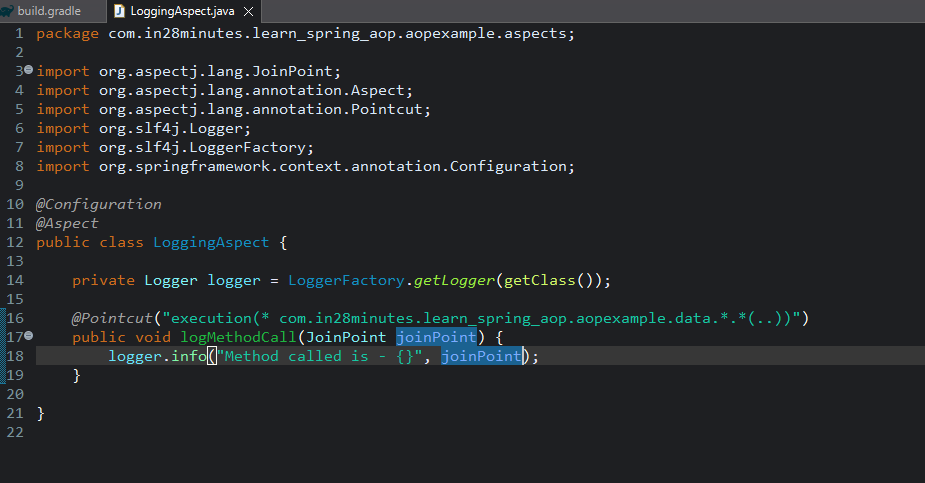 build.gradle LoggingAspect.java
1 package com.in28minutes.learn_spring_aop.aopexample.aspects;
2
3 import org.aspectj.lang.JoinPoint;
4 import org.aspectj.lang.annotation.Aspect;
5 import org.aspectj.lang.annotation.Pointcut;
6 import org.slf4j.Logger;
7 import org.slf4j.LoggerFactory;
8 import org.springframework.context.annotation.Configuration;
9
10 @Configuration
11 @Aspect
12 public class LoggingAspect {
13
14     private Logger logger = LoggerFactory.getLogger(getClass());
15
16     @Pointcut("execution(* com.in28minutes.learn_spring_aop.aopexample.data.*.*(..))")
17     public void logMethodCall(JoinPoint joinPoint) {
18         logger.info("Method called is - {}", joinPoint);
19     }
20
21 }
22